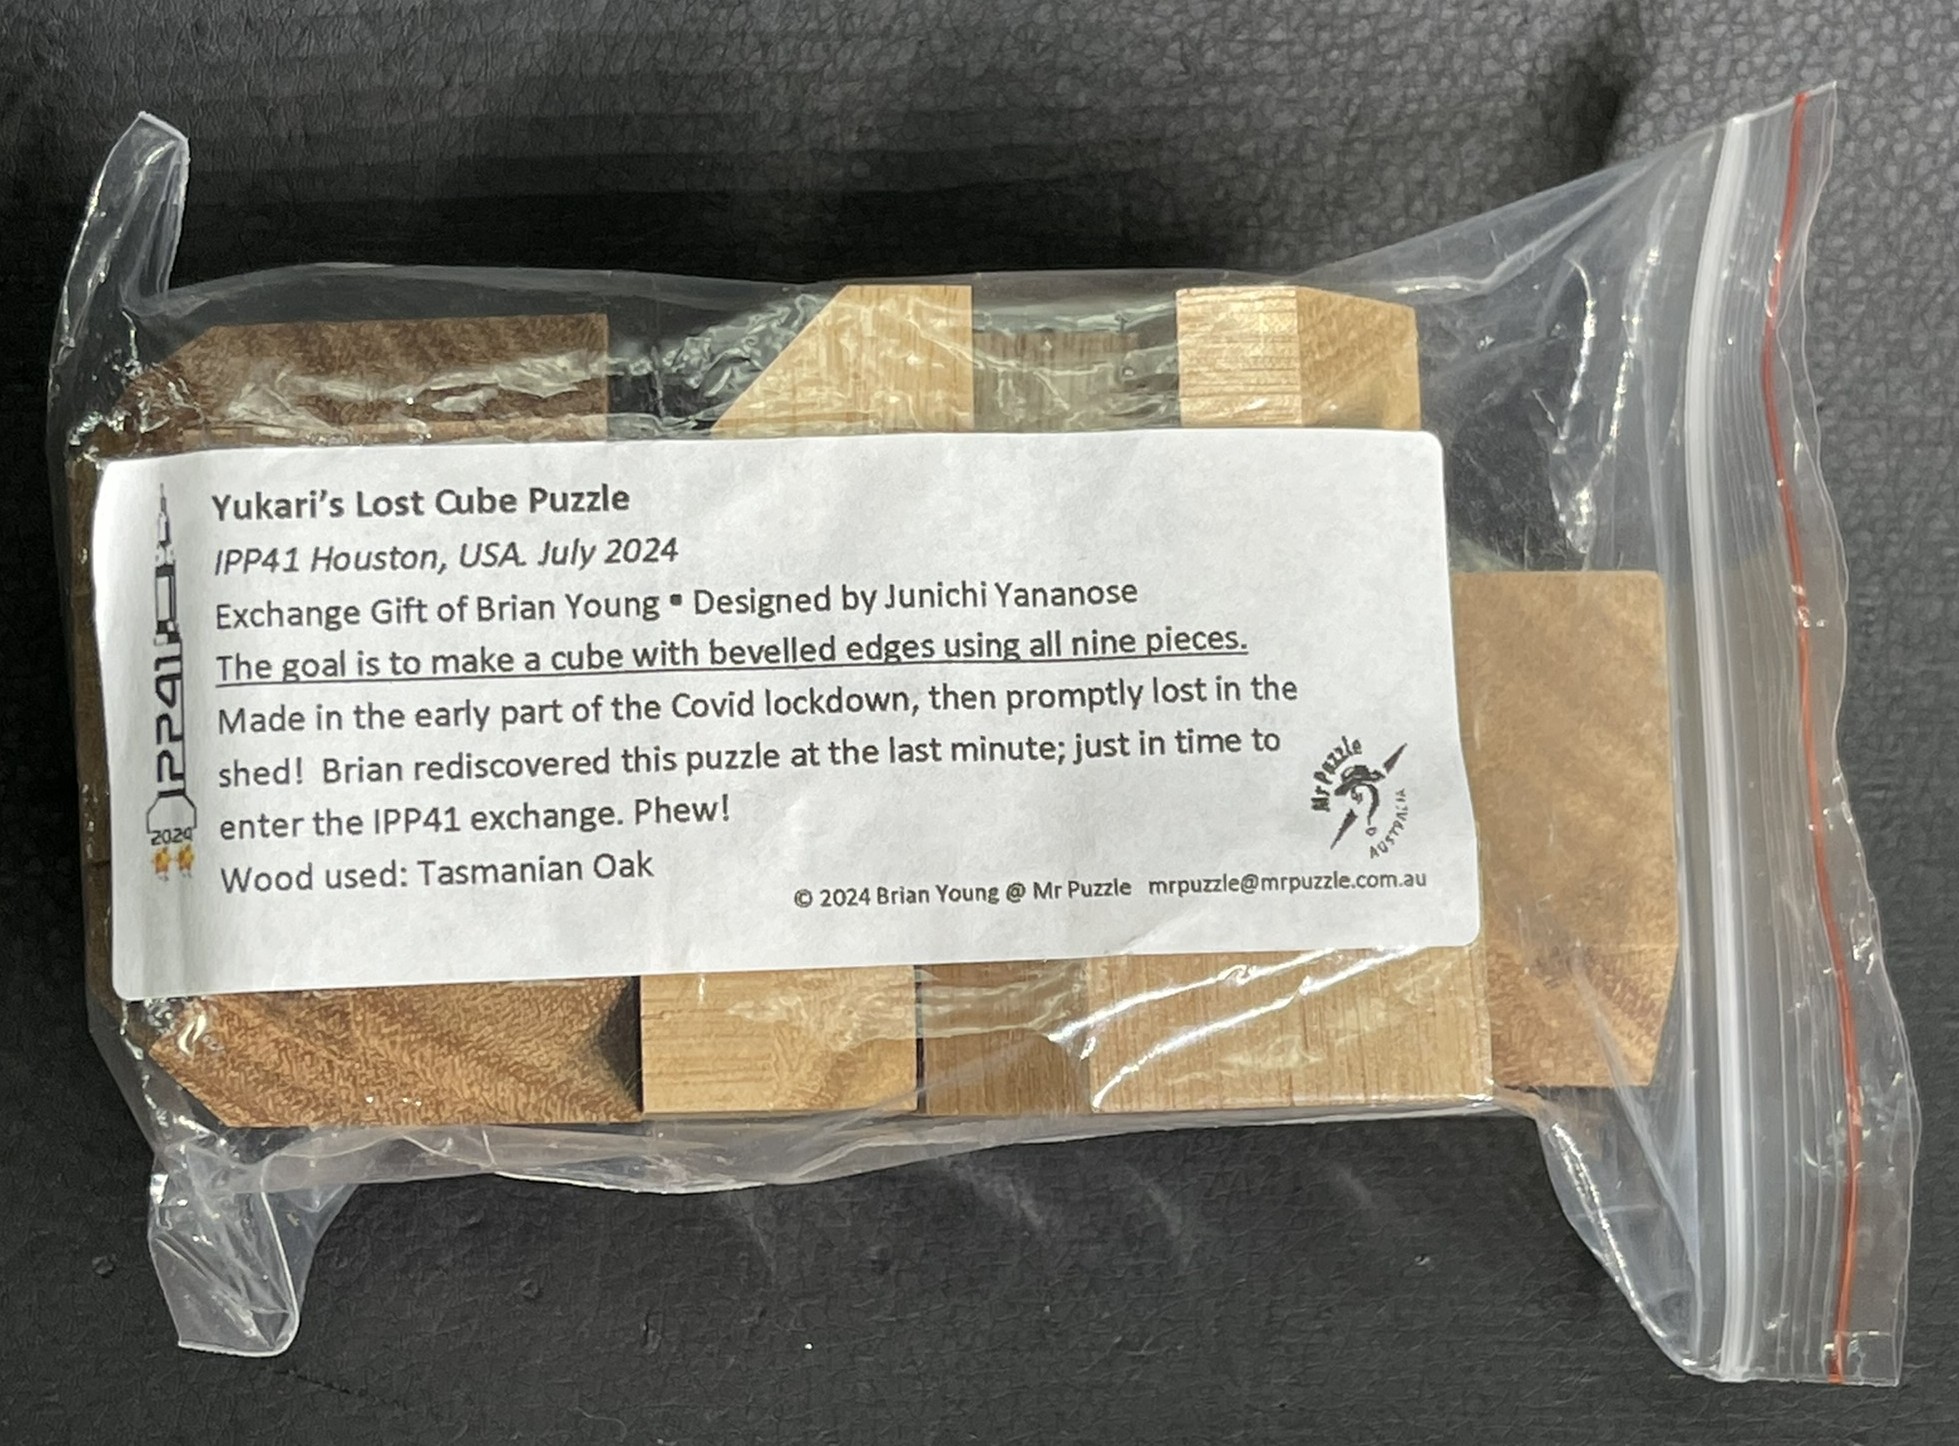 Yukari's Lost Cube Puzzle
IPP41 Houston, USA. July 2024
Exchange Gift of Brian Young ▪ Designed by Junichi Yananose
The goal is to make a cube with bevelled edges using all nine pieces.
Made in the early part of the Covid lockdown, then promptly lost in the
shed!  Brian rediscovered this puzzle at the last minute; just in time to
enter the IPP41 exchange. Phew!
Wood used: Tasmanian Oak
© 2024 Brian Young @ Mr Puzzle   mrpuzzle@mrpuzzle.com.au
IPP41
2024
Mr Puzzle
AUSTRALIA